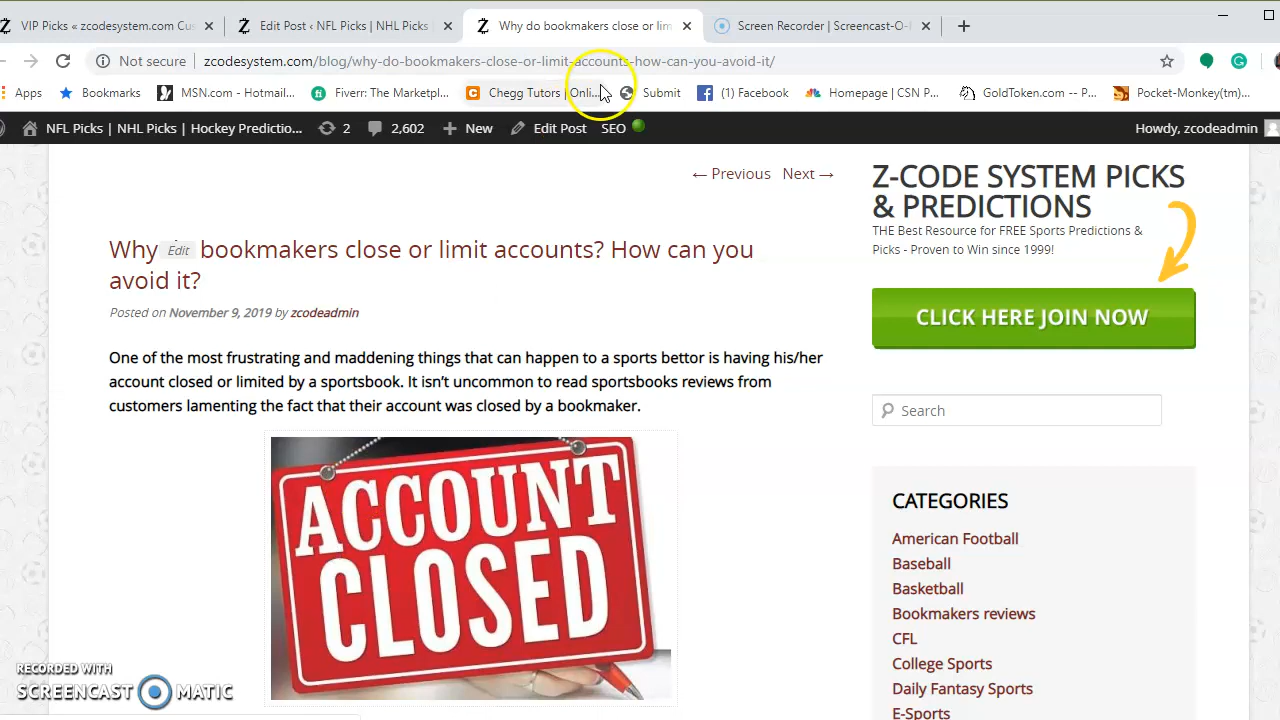 VIP Picks « zcodesystem.com Cus
Edit Post ‹ NFL Picks | NHL Picks |
Why do bookmakers close or lim
Screen Recorder | Screencast-O-
Not secure
zcodesystem.com/blog/why-do-bookmakers-close-or-limit-accounts-how-can-you-avoid-it/
Apps
Bookmarks
MSN.com - Hotmail...
Fiverr: The Marketpl...
Chegg Tutors | Onli...
Submit
(1) Facebook
Homepage | CSN P...
GoldToken.com -- P...
Pocket-Monkey(tm)...
NFL Picks | NHL Picks | Hockey Predictio...
2
2,602
New
Edit Post
SEO
Howdy, zcodeadmin
← Previous
Next →
Why
Edit
bookmakers close or limit accounts? How can you
avoid it?
Posted on November 9, 2019 by zcodeadmin
One of the most frustrating and maddening things that can happen to a sports bettor is having his/her
account closed or limited by a sportsbook. It isn't uncommon to read sportsbooks reviews from
customers lamenting the fact that their account was closed by a bookmaker.
ACCOUNT
CLOSED
RECORDED WITH
SCREENCAST MATIC
Z-CODE SYSTEM PICKS
& PREDICTIONS
THE Best Resource for FREE Sports Predictions &
Picks - Proven to Win since 1999!
CLICK HERE JOIN NOW
Search
CATEGORIES
American Football
Baseball
Basketball
Bookmakers reviews
CFL
College Sports
Daily Fantasy Sports
E-Sports